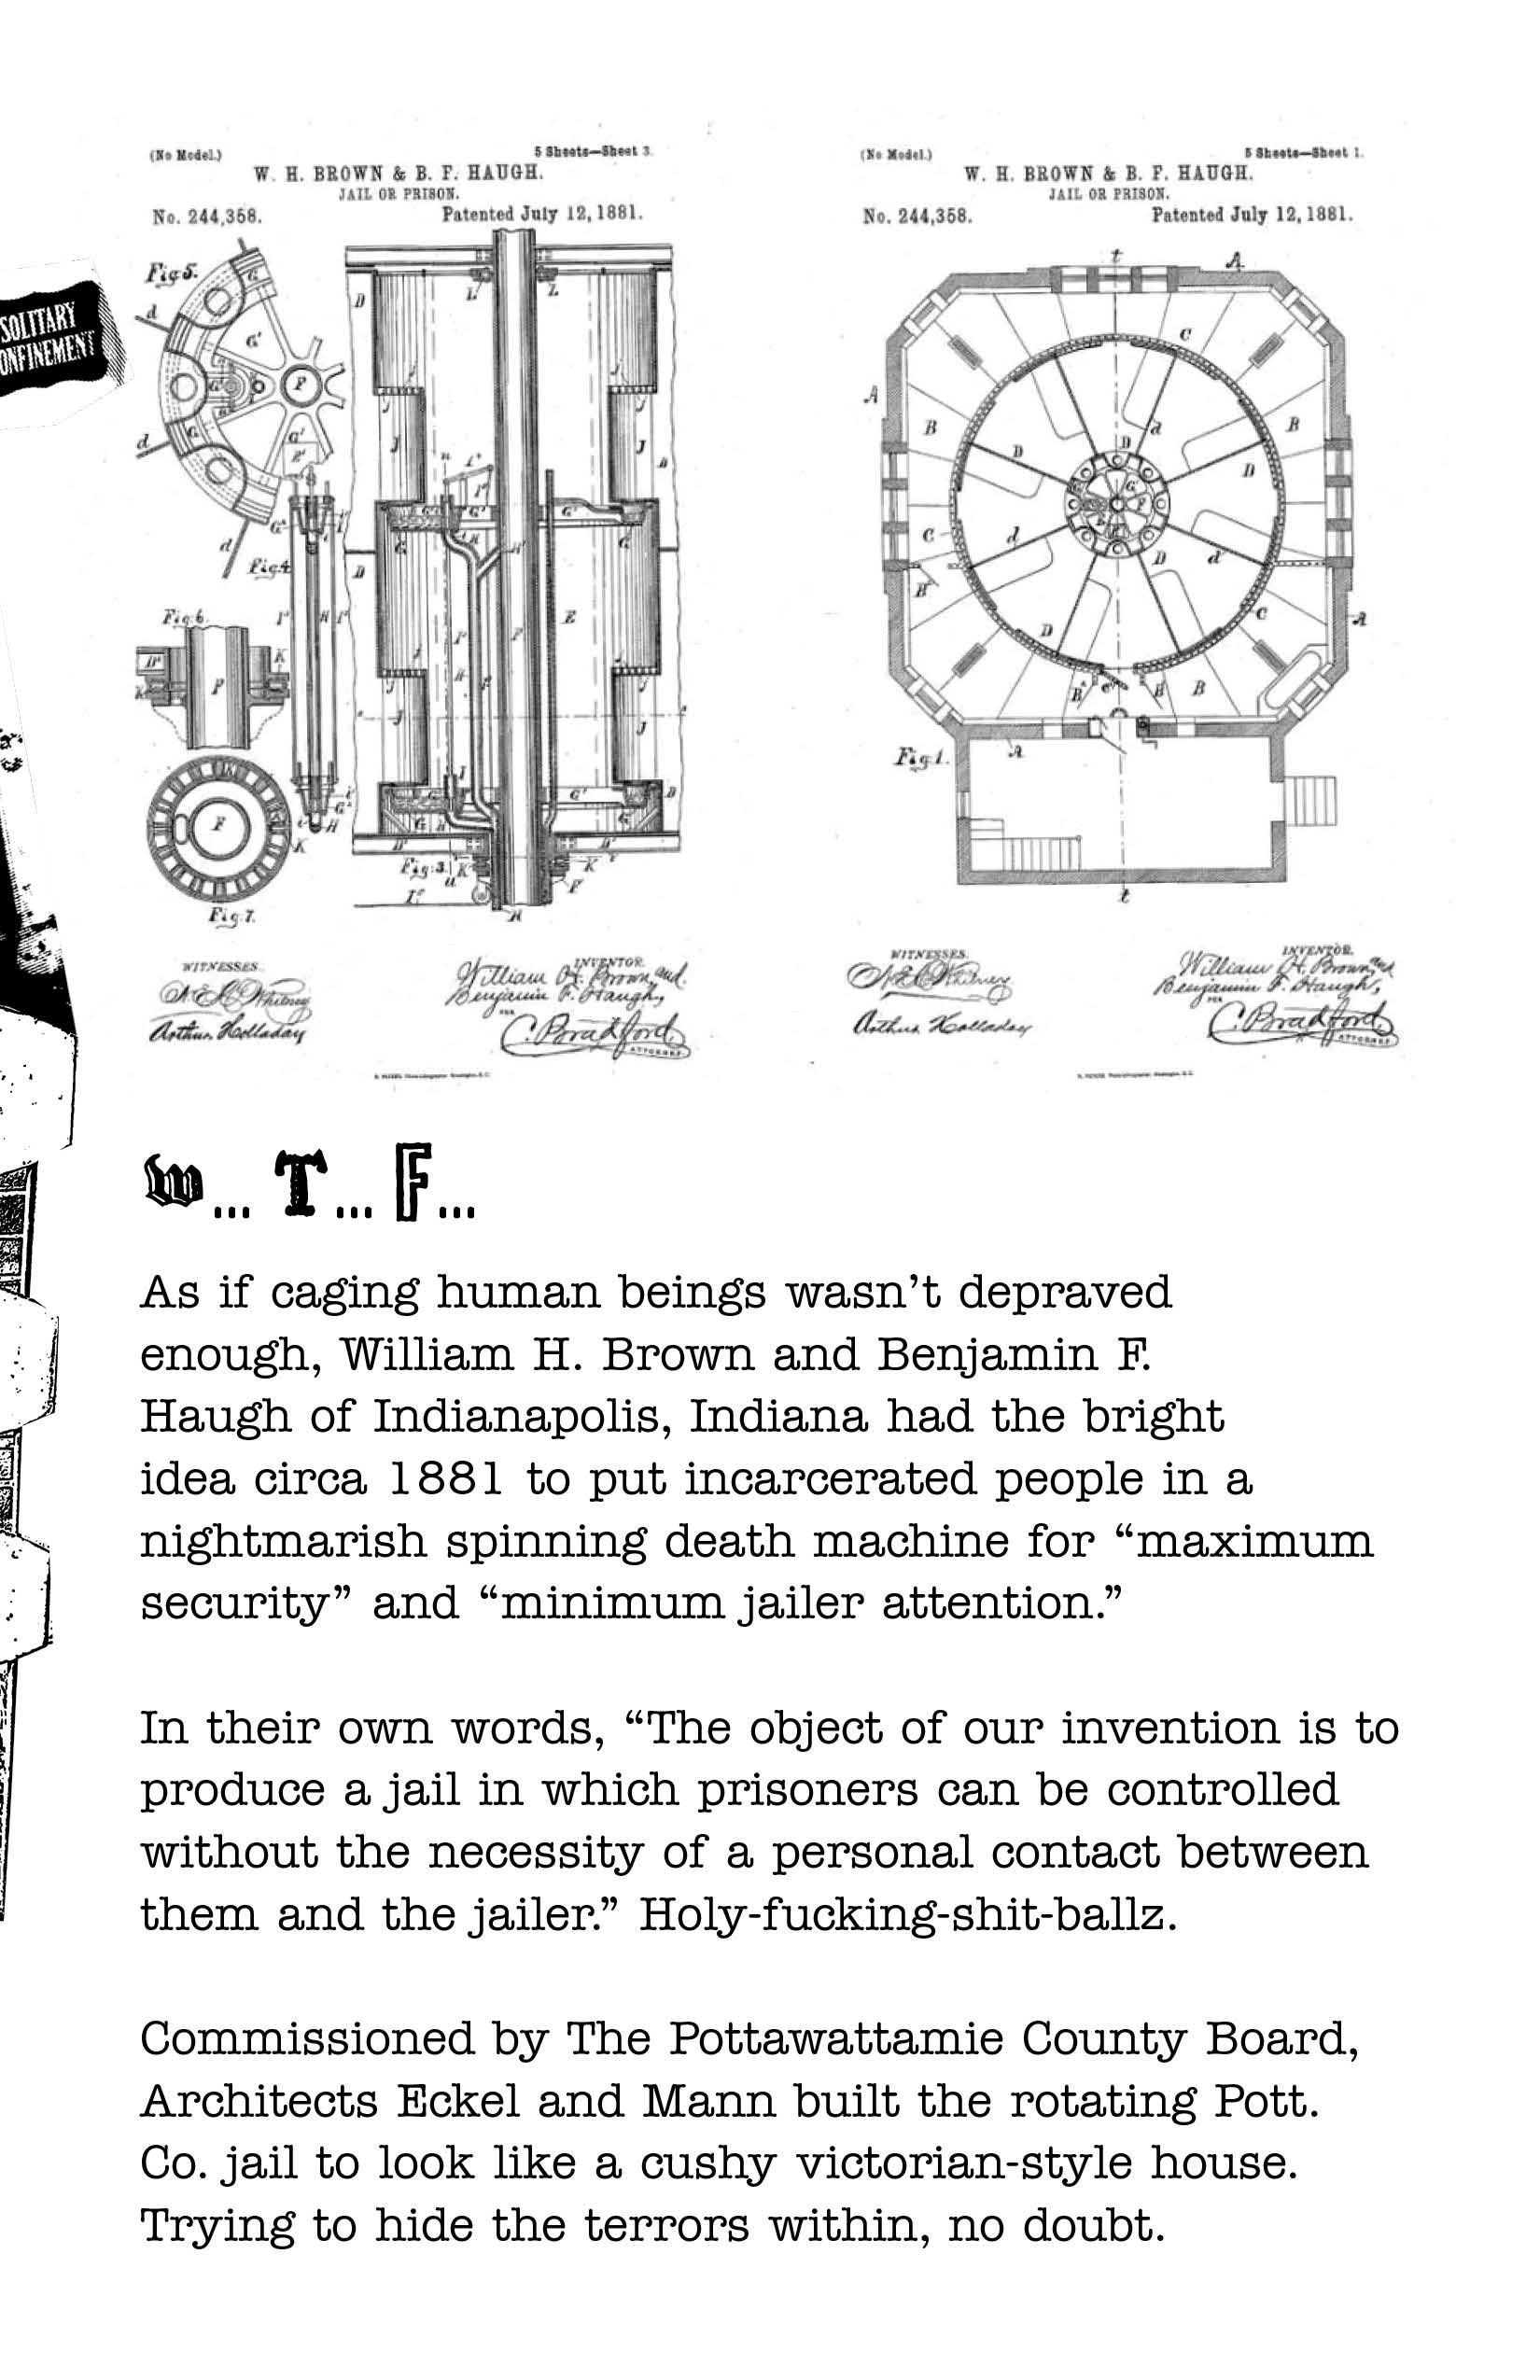 SOLITARY
ONFINEMENT
(No Model.)
5 Sheets—Sheet 3.
W. H. BROWN & B. F. HAUGH.
JAIL OR PRISON.
No. 244,358.
Patented July 12, 1881.
Fig 5.
Fig 4.
Fig. 6.
Fig. 3.
Fig. 7.
WITNESSES.
Arthur Holladay
INVENTOR.
William H. Brown and
Benjamin F. Haugh,
FOR
C. Bradford,
ATTORNEY.
(No Model.)
5 Sheets—Sheet 1.
W. H. BROWN & B. F. HAUGH.
JAIL OR PRISON.
No. 244,358.
Patented July 12, 1881.
Fig. 1.
WITNESSES.
Arthur Holladay
INVENTOR.
William H. Brown and
Benjamin F. Haugh,
FOR
C. Bradford,
ATTORNEY.
W... T... F...
As if caging human beings wasn’t depraved
enough, William H. Brown and Benjamin F.
Haugh of Indianapolis, Indiana had the bright
idea circa 1881 to put incarcerated people in a
nightmarish spinning death machine for “maximum
security” and “minimum jailer attention.”
In their own words, “The object of our invention is to
produce a jail in which prisoners can be controlled
without the necessity of a personal contact between
them and the jailer.” Holy-fucking-shit-ballz.
Commissioned by The Pottawattamie County Board,
Architects Eckel and Mann built the rotating Pott.
Co. jail to look like a cushy victorian-style house.
Trying to hide the terrors within, no doubt.